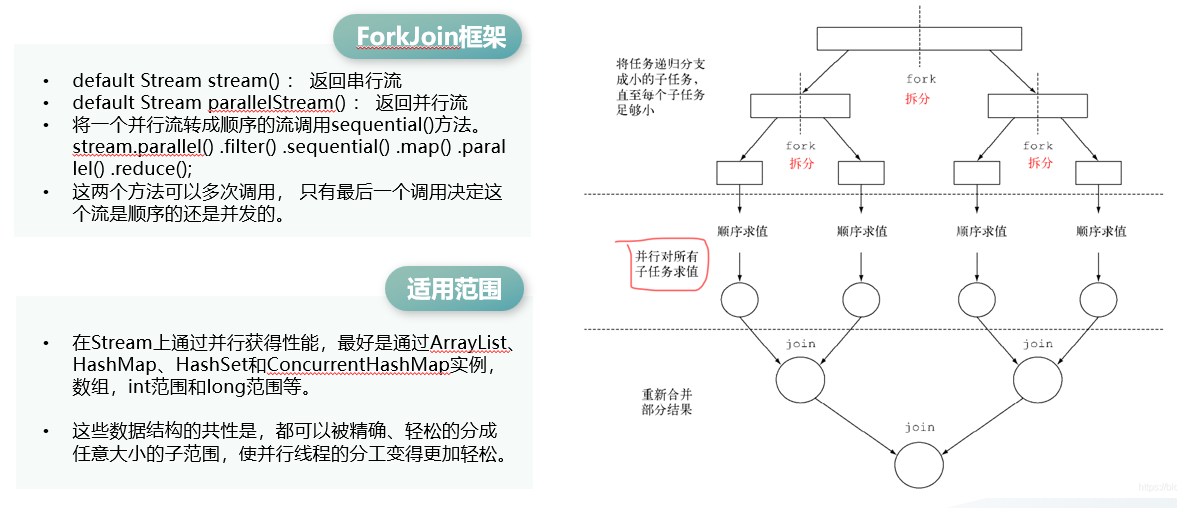 ForkJoin框架
• default Stream stream() ： 返回串行流
• default Stream parallelStream() ： 返回并行流
• 将一个并行流转成顺序的流调用sequential()方法。
stream.parallel() .filter() .sequential() .map() .paral
lel() .reduce();
• 这两个方法可以多次调用， 只有最后一个调用决定这
个流是顺序的还是并发的。
适用范围
• 在Stream上通过并行获得性能，最好是通过ArrayList、
HashMap、HashSet和ConcurrentHashMap实例，
数组，int范围和long范围等。
• 这些数据结构的共性是，都可以被精确、轻松的分成
任意大小的子范围，使并行线程的分工变得更加轻松。
将任务递归分支
成小的子任务，
直至每个子任务
足够小
fork
拆分
fork
拆分
fork
拆分
顺序求值
顺序求值
顺序求值
顺序求值
并行对所有
子任务求值
join
join
重新合并
部分结果
join